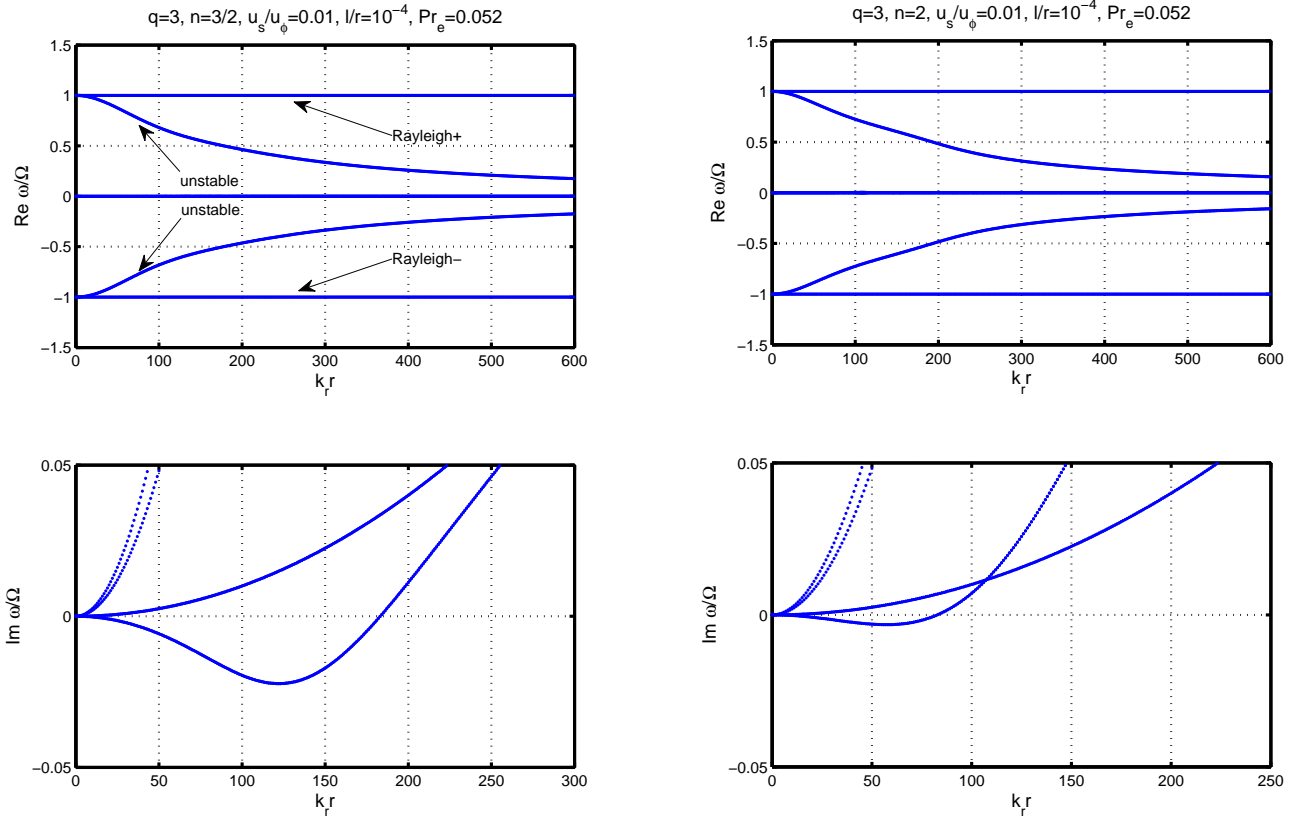 q=3, n=3/2, u_s/u_ϕ=0.01, l/r=10⁻⁴, Pr_e=0.052
1.5
1
0.5
0
−0.5
−1
−1.5
Re ω/Ω
Rayleigh+
unstable
unstable
Rayleigh−
0 100 200 300 400 500 600
k_r r
q=3, n=2, u_s/u_ϕ=0.01, l/r=10⁻⁴, Pr_e=0.052
1.5
1
0.5
0
−0.5
−1
−1.5
Re ω/Ω
0 100 200 300 400 500 600
k_r r
0.05
0
−0.05
Im ω/Ω
0 50 100 150 200 250 300
k_r r
0.05
0
−0.05
Im ω/Ω
0 50 100 150 200 250
k_r r